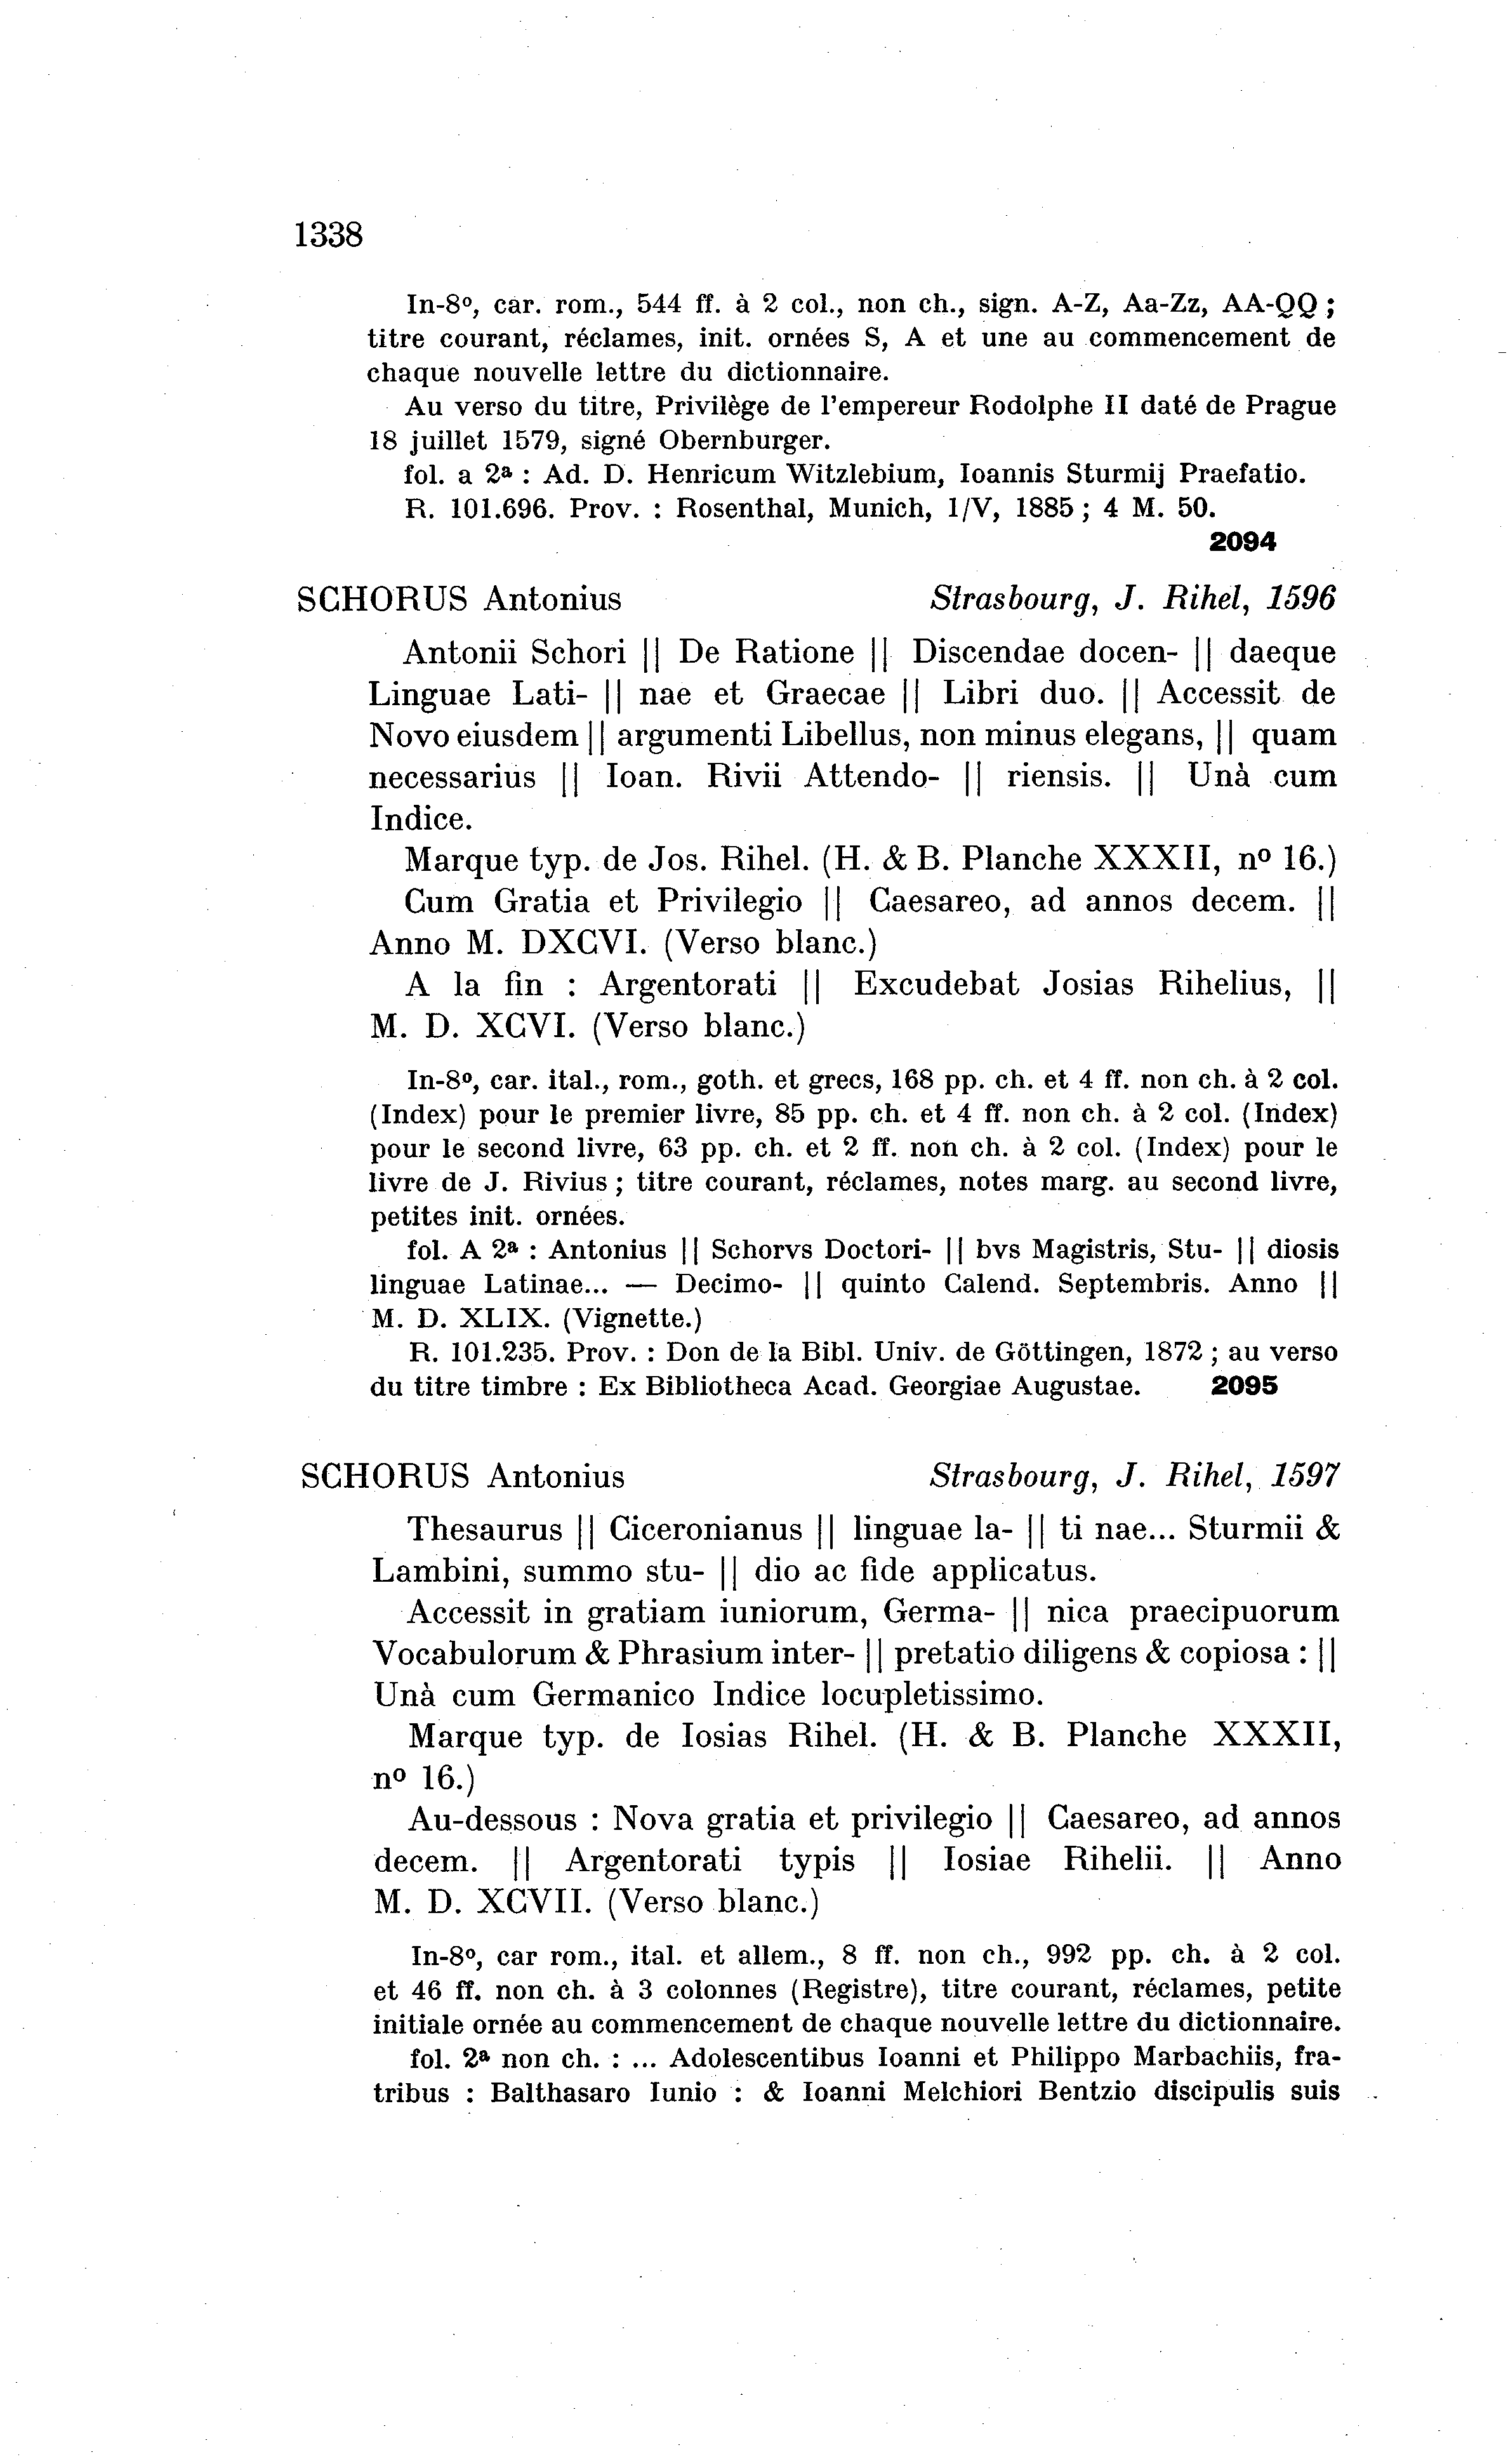 1338
In-8º, car. rom., 544 ff. à 2 col., non ch., sign. A-Z, Aa-Zz, AA-QQ ;
titre courant, réclames, init. ornées S, A et une au commencement de
chaque nouvelle lettre du dictionnaire.
Au verso du titre, Privilège de l'empereur Rodolphe II daté de Prague
18 juillet 1579, signé Obernburger.
fol. a 2ª : Ad. D. Henricum Witzlebium, Ioannis Sturmij Praefatio.
R. 101.696. Prov. : Rosenthal, Munich, 1/V, 1885 ; 4 M. 50.
2094
SCHORUS Antonius Strasbourg, J. Rihel, 1596
Antonii Schori || De Ratione || Discendae docen- || daeque
Linguae Lati- || nae et Graecae || Libri duo. || Accessit de
Novo eiusdem || argumenti Libellus, non minus elegans, || quam
necessarius || Ioan. Rivii Attendo- || riensis. || Unà cum
Indice.
Marque typ. de Jos. Rihel. (H. & B. Planche XXXII, nº 16.)
Cum Gratia et Privilegio || Caesareo, ad annos decem. ||
Anno M. DXCVI. (Verso blanc.)
A la fin : Argentorati || Excudebat Josias Rihelius, ||
M. D. XCVI. (Verso blanc.)
In-8º, car. ital., rom., goth. et grecs, 168 pp. ch. et 4 ff. non ch. à 2 col.
(Index) pour le premier livre, 85 pp. ch. et 4 ff. non ch. à 2 col. (Index)
pour le second livre, 63 pp. ch. et 2 ff. non ch. à 2 col. (Index) pour le
livre de J. Rivius ; titre courant, réclames, notes marg. au second livre,
petites init. ornées.
fol. A 2ª : Antonius || Schorvs Doctori- || bvs Magistris, Stu- || diosis
linguae Latinae... — Decimo- || quinto Calend. Septembris. Anno ||
M. D. XLIX. (Vignette.)
R. 101.235. Prov. : Don de la Bibl. Univ. de Göttingen, 1872 ; au verso
du titre timbre : Ex Bibliotheca Acad. Georgiae Augustae. 2095
SCHORUS Antonius Strasbourg, J. Rihel, 1597
Thesaurus || Ciceronianus || linguae la- || ti nae... Sturmii &
Lambini, summo stu- || dio ac fide applicatus.
Accessit in gratiam iuniorum, Germa- || nica praecipuorum
Vocabulorum & Phrasium inter- || pretatio diligens & copiosa : ||
Unà cum Germanico Indice locupletissimo.
Marque typ. de Iosias Rihel. (H. & B. Planche XXXII,
nº 16.)
Au-dessous : Nova gratia et privilegio || Caesareo, ad annos
decem. || Argentorati typis || Iosiae Rihelii. || Anno
M. D. XCVII. (Verso blanc.)
In-8º, car rom., ital. et allem., 8 ff. non ch., 992 pp. ch. à 2 col.
et 46 ff. non ch. à 3 colonnes (Registre), titre courant, réclames, petite
initiale ornée au commencement de chaque nouvelle lettre du dictionnaire.
fol. 2ª non ch. : ... Adolescentibus Ioanni et Philippo Marbachiis, fra-
tribus : Balthasaro Iunio : & Ioanni Melchiori Bentzio discipulis suis